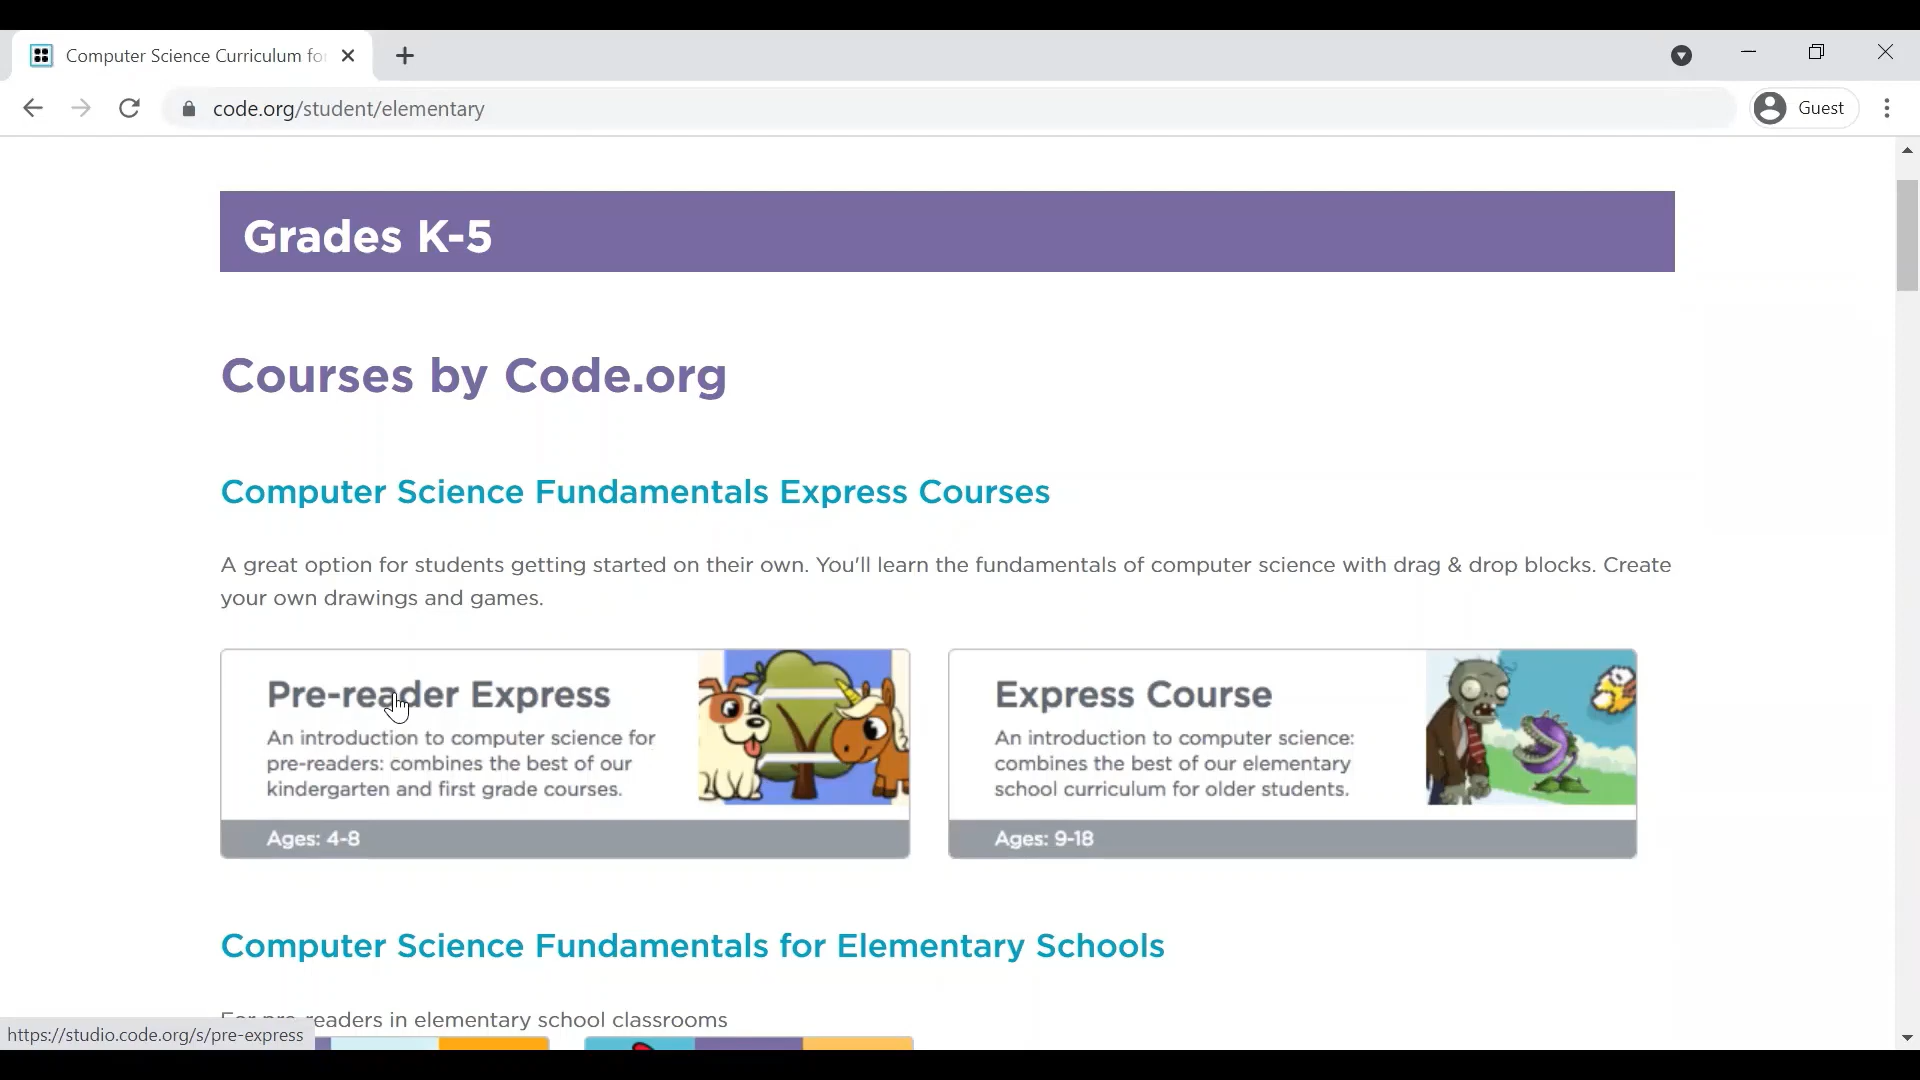 Computer Science Curriculum for
code.org/student/elementary
Guest
Grades K-5
Courses by Code.org
Computer Science Fundamentals Express Courses
A great option for students getting started on their own. You'll learn the fundamentals of computer science with drag & drop blocks. Create
your own drawings and games.
Pre-reader Express
An introduction to computer science for
pre-readers: combines the best of our
kindergarten and first grade courses.
Ages: 4-8
Express Course
An introduction to computer science:
combines the best of our elementary
school curriculum for older students.
Ages: 9-18
Computer Science Fundamentals for Elementary Schools
For pre-readers in elementary school classrooms
https://studio.code.org/s/pre-express